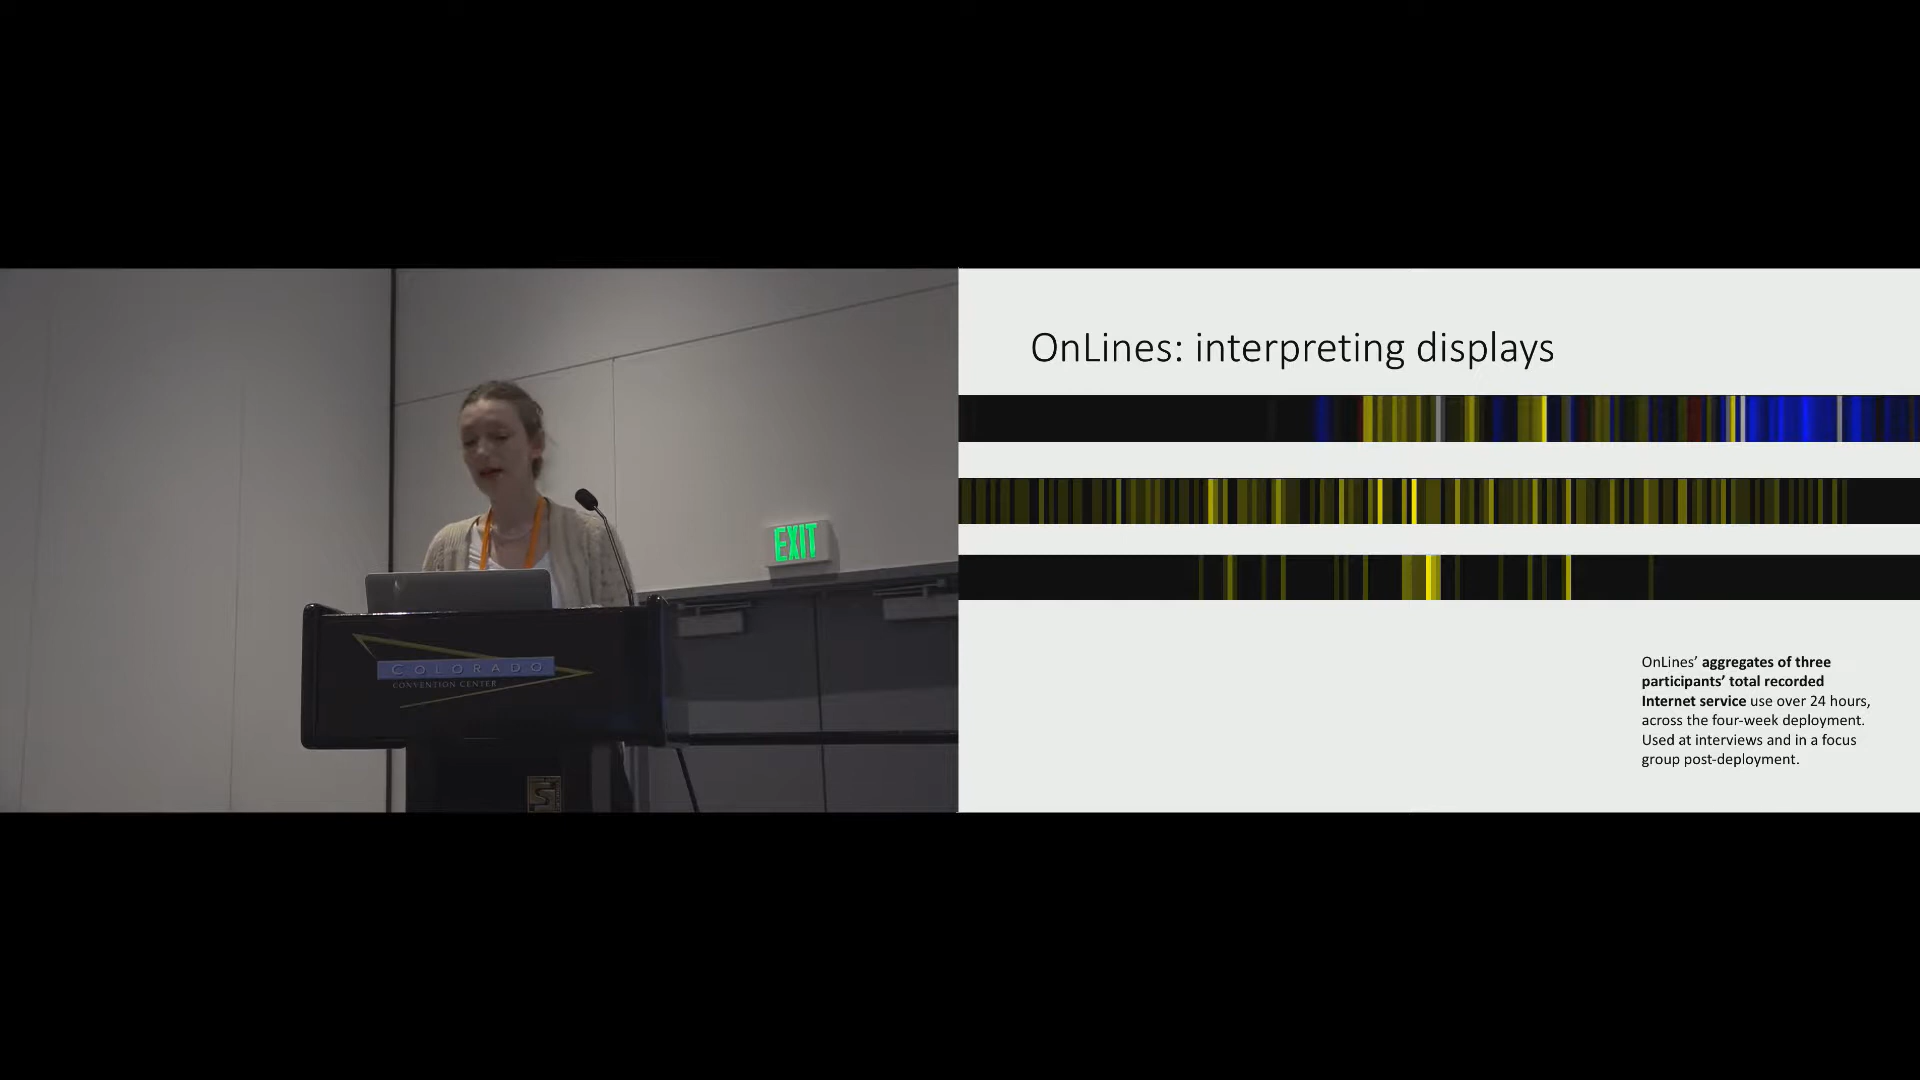 OnLines: interpreting displays
EXIT
COLORADO
CONVENTION CENTER
OnLines’ aggregates of three
participants’ total recorded
Internet service use over 24 hours,
across the four-week deployment.
Used at interviews and in a focus
group post-deployment.